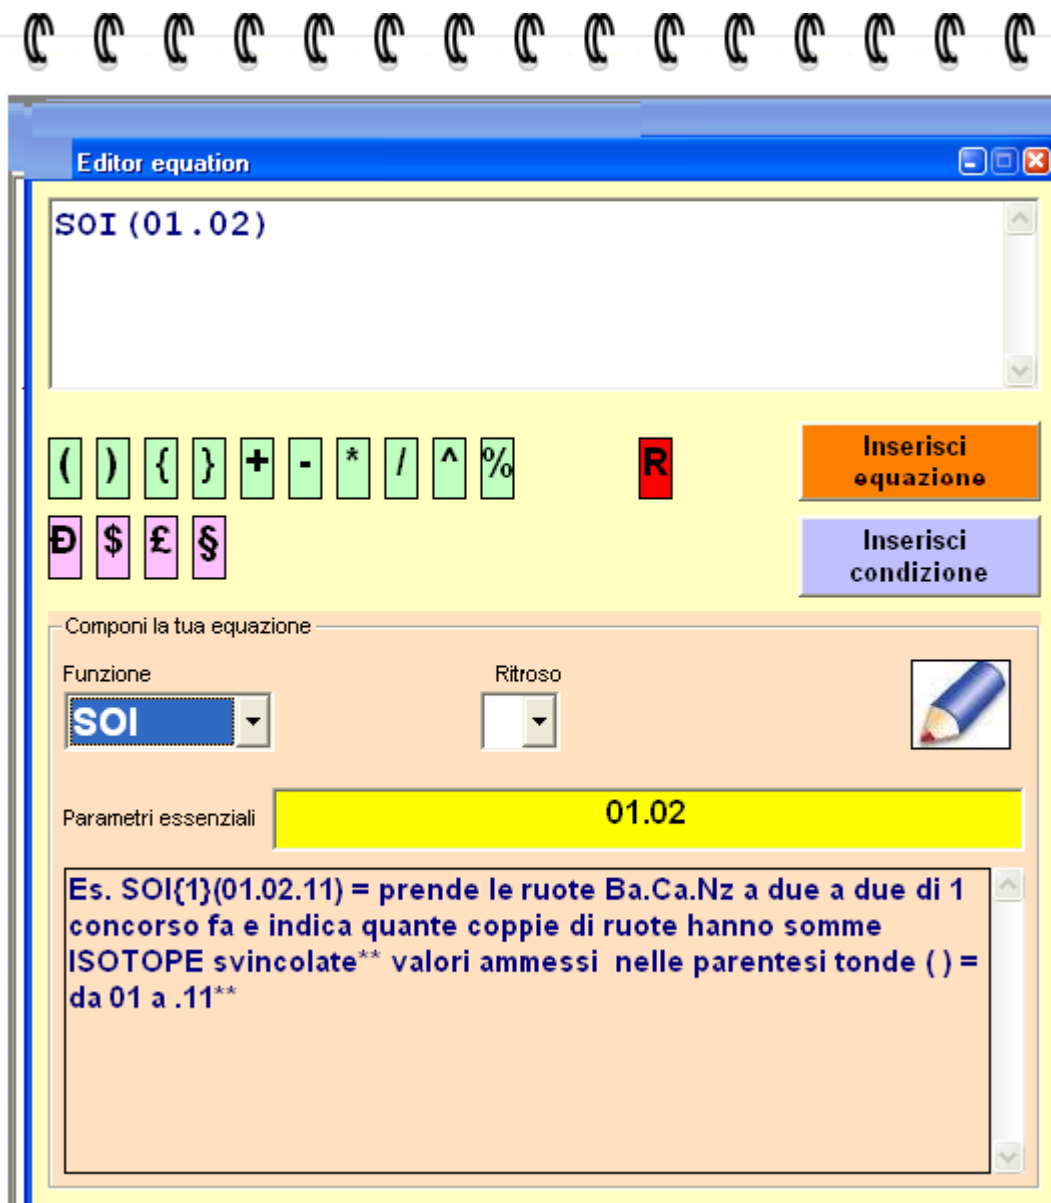 Editor equation
SOI(01.02)
( ) { } + - * / ^ % R
Inserisci
equazione
Đ $ £ §
Inserisci
condizione
Componi la tua equazione
Funzione Ritroso
SOI
Parametri essenziali 01.02
Es. SOI{1}(01.02.11) = prende le ruote Ba.Ca.Nz a due a due di 1
concorso fa e indica quante coppie di ruote hanno somme
ISOTOPE svincolate** valori ammessi nelle parentesi tonde ( ) =
da 01 a .11**